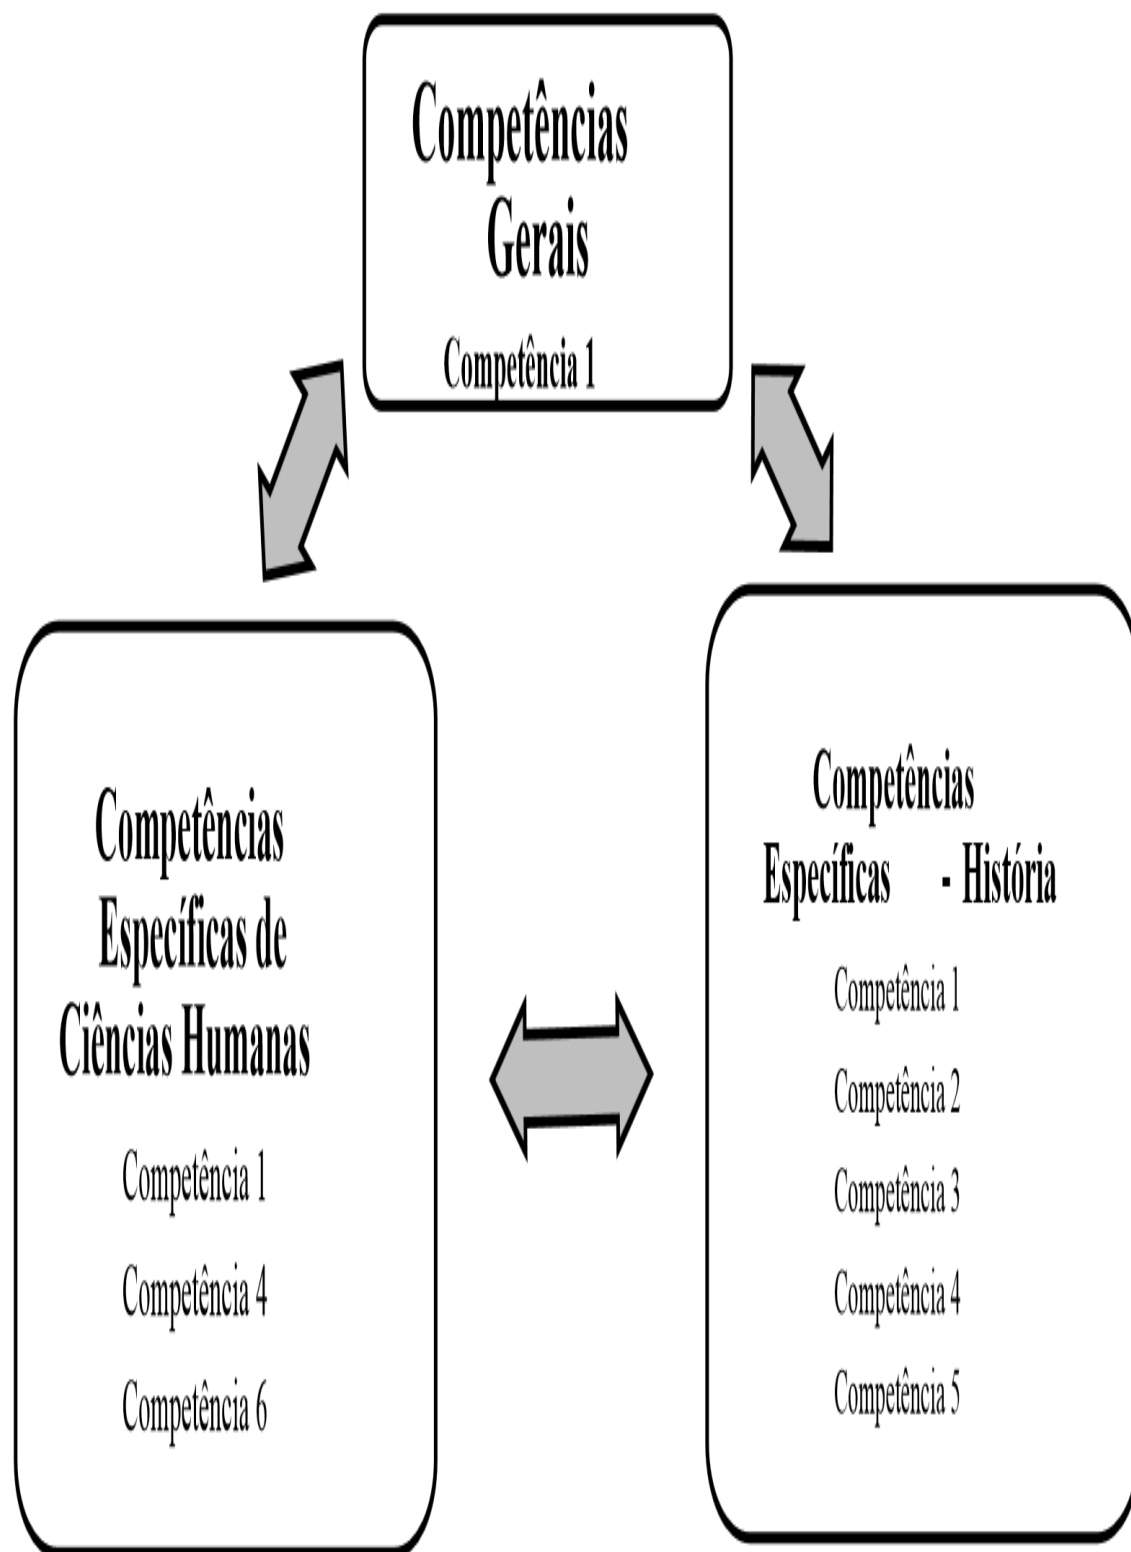 Competências
Gerais
Competência 1
Competências
Específicas de
Ciências Humanas
Competência 1
Competência 4
Competência 6
Competências
Específicas - História
Competência 1
Competência 2
Competência 3
Competência 4
Competência 5